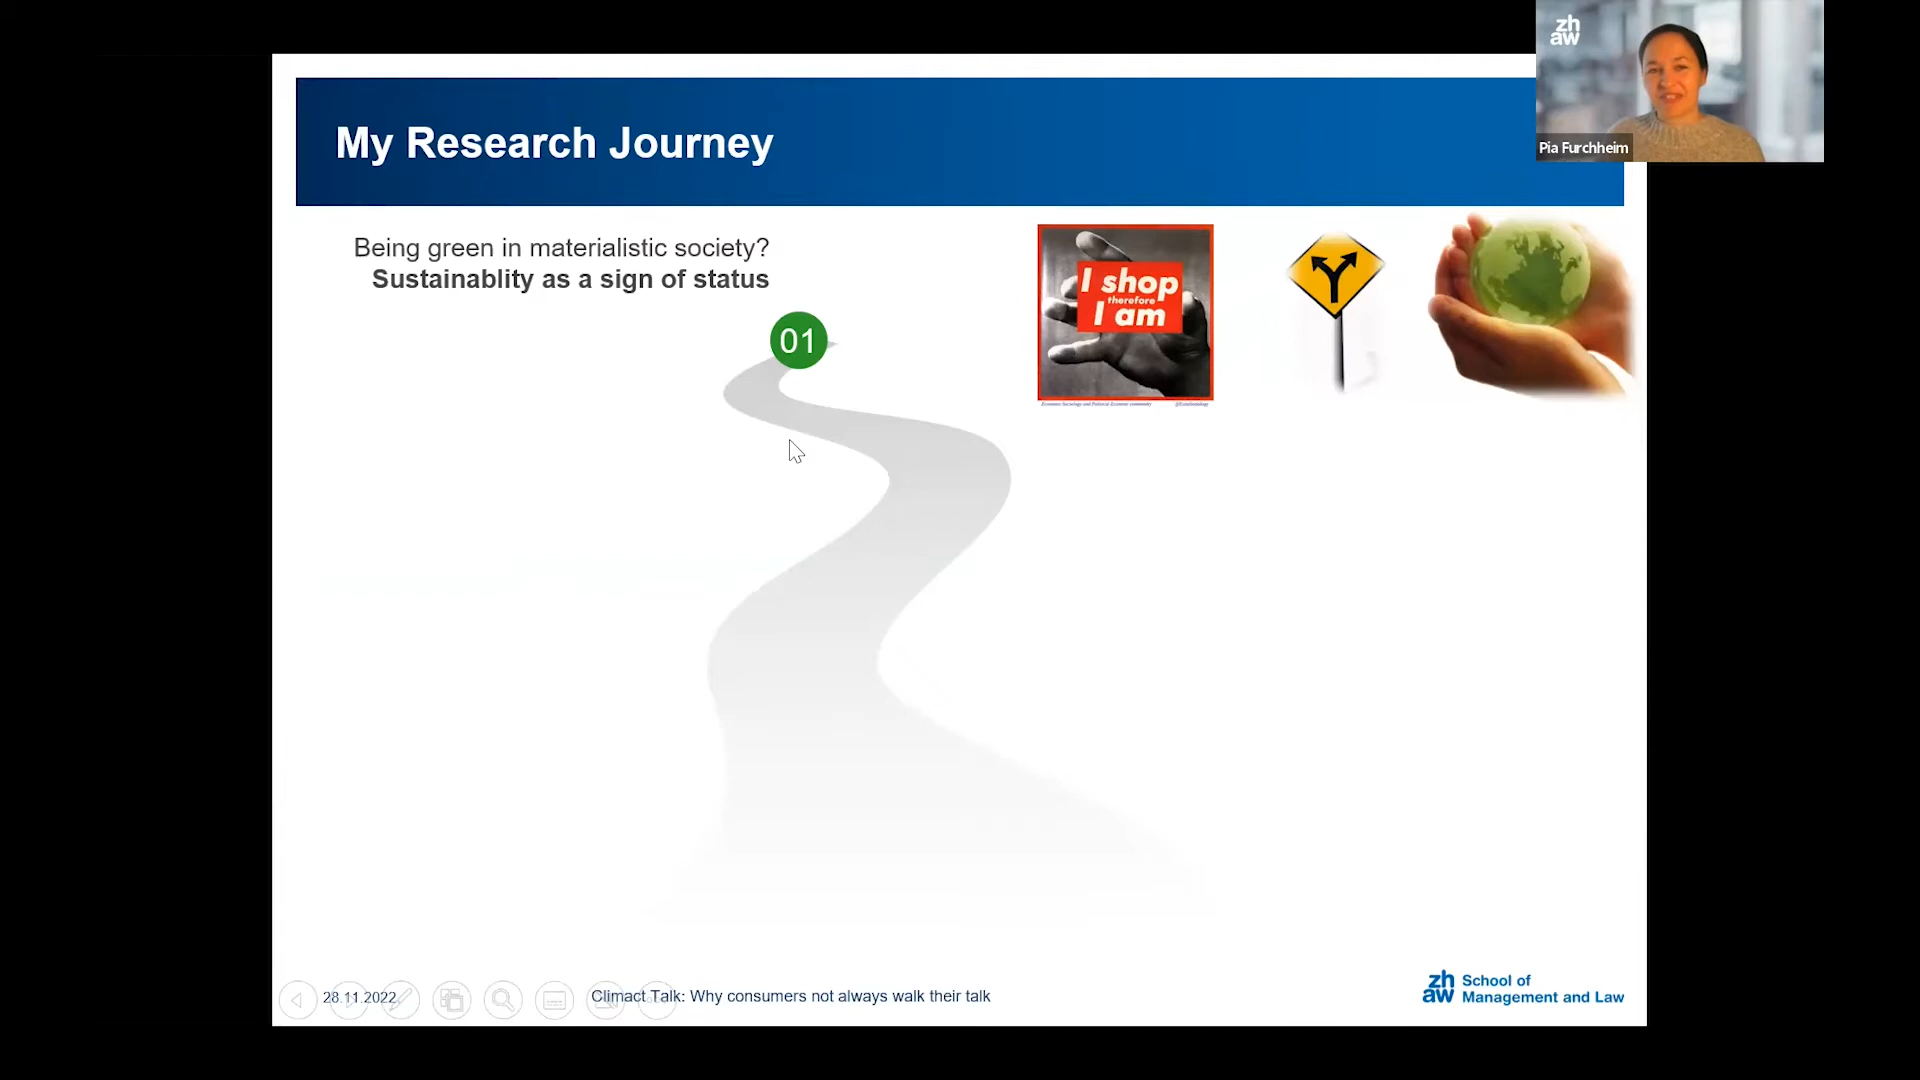 zh
aw
Pia Furchheim
My Research Journey
Being green in materialistic society?
Sustainablity as a sign of status
01
I shop
therefore
I am
28.11.2022
Climact Talk: Why consumers not always walk their talk
zh
aw
School of
Management and Law